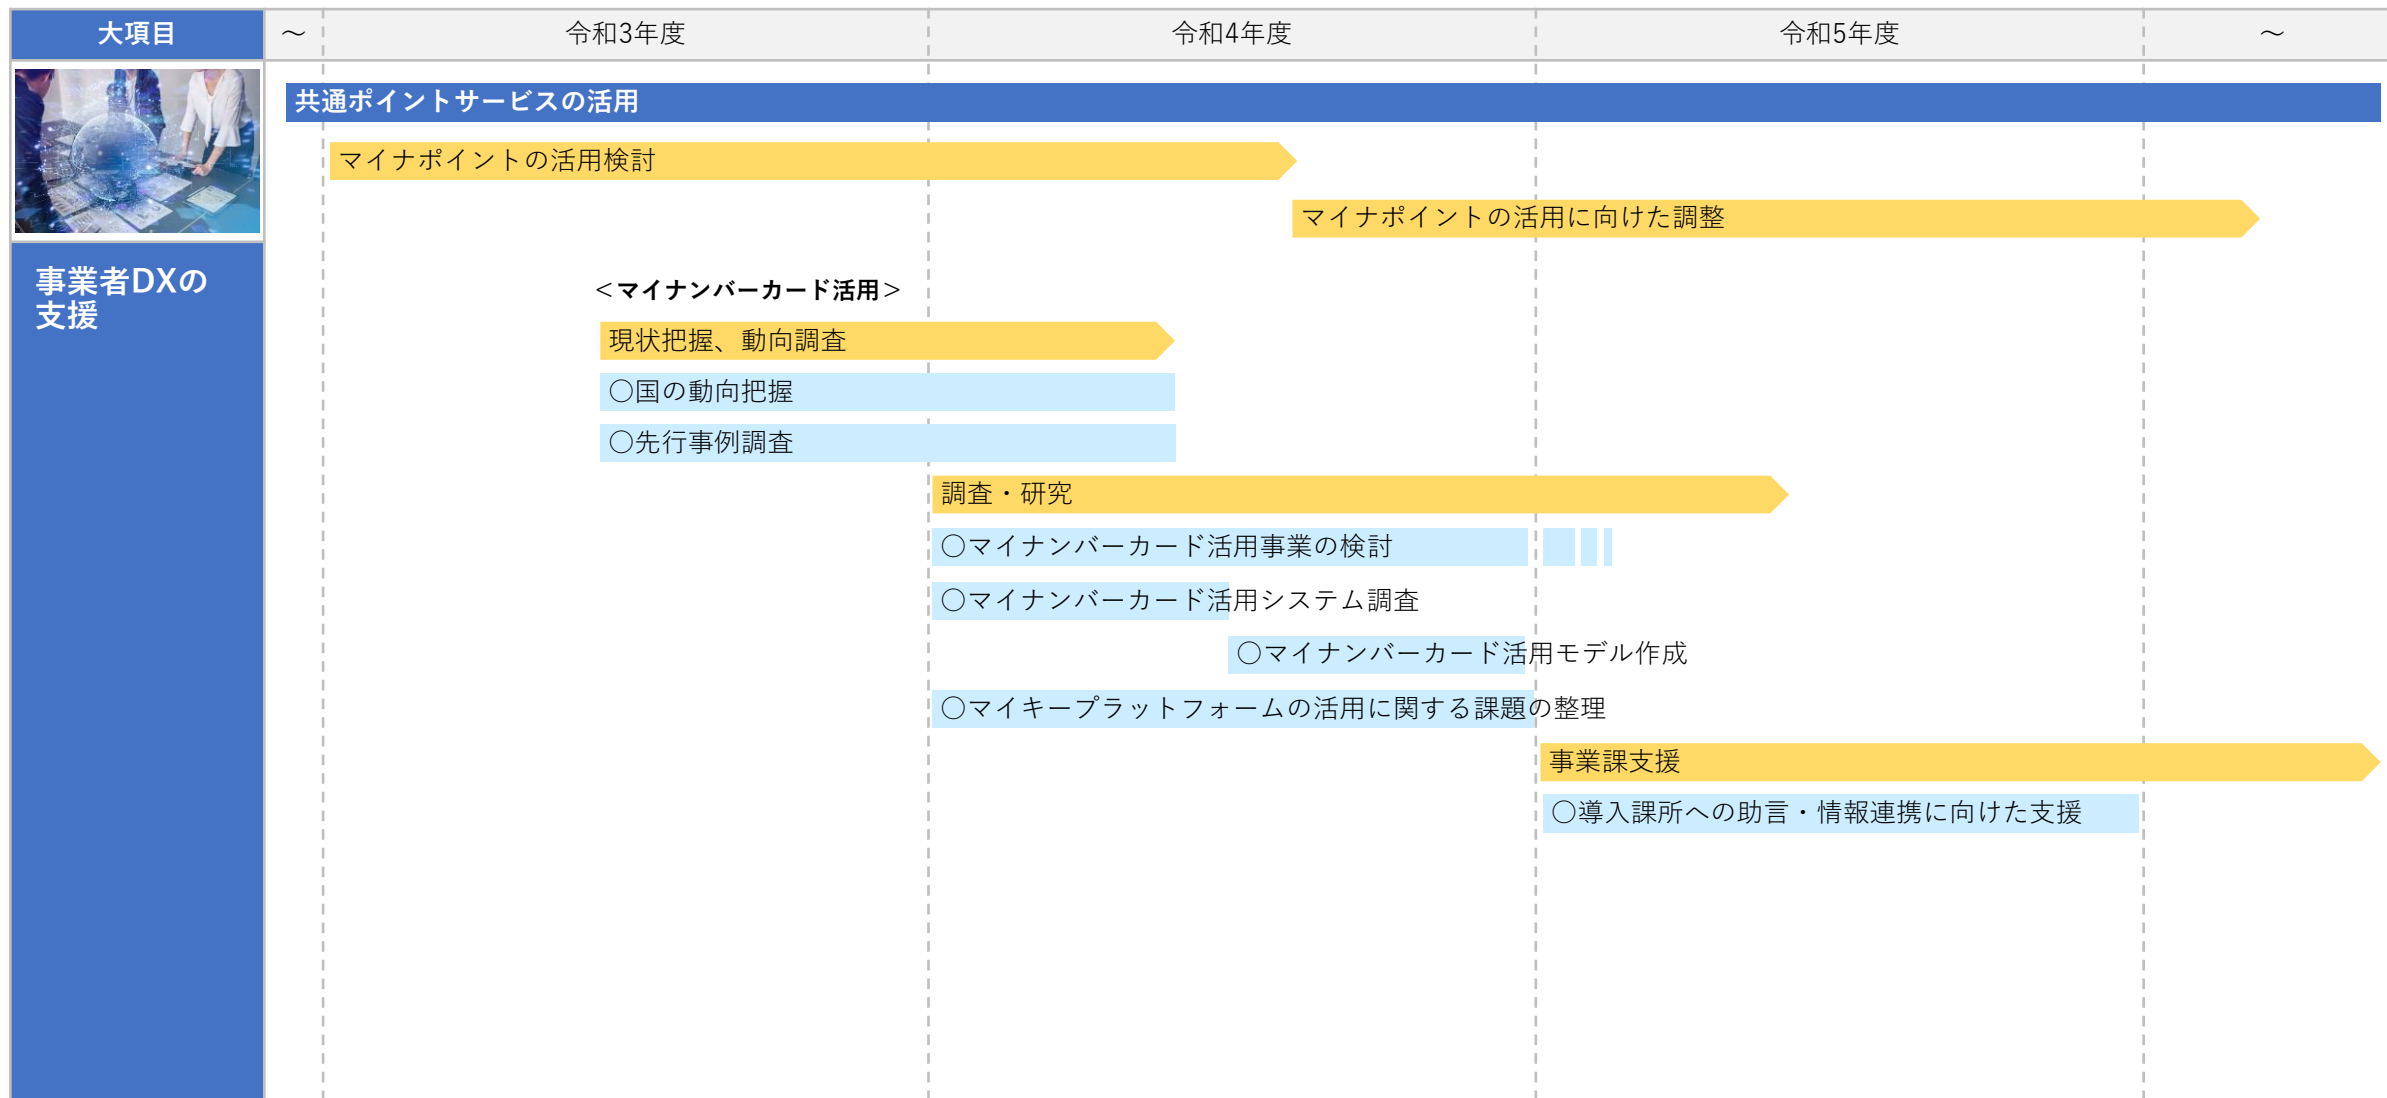 大項目
～
令和3年度
令和4年度
令和5年度
～
共通ポイントサービスの活用
マイナポイントの活用検討
マイナポイントの活用に向けた調整
事業者DXの
支援
＜マイナンバーカード活用＞
現状把握、動向調査
○国の動向把握
○先行事例調査
調査・研究
○マイナンバーカード活用事業の検討
○マイナンバーカード活用システム調査
○マイナンバーカード活用モデル作成
○マイキープラットフォームの活用に関する課題の整理
事業課支援
○導入課所への助言・情報連携に向けた支援